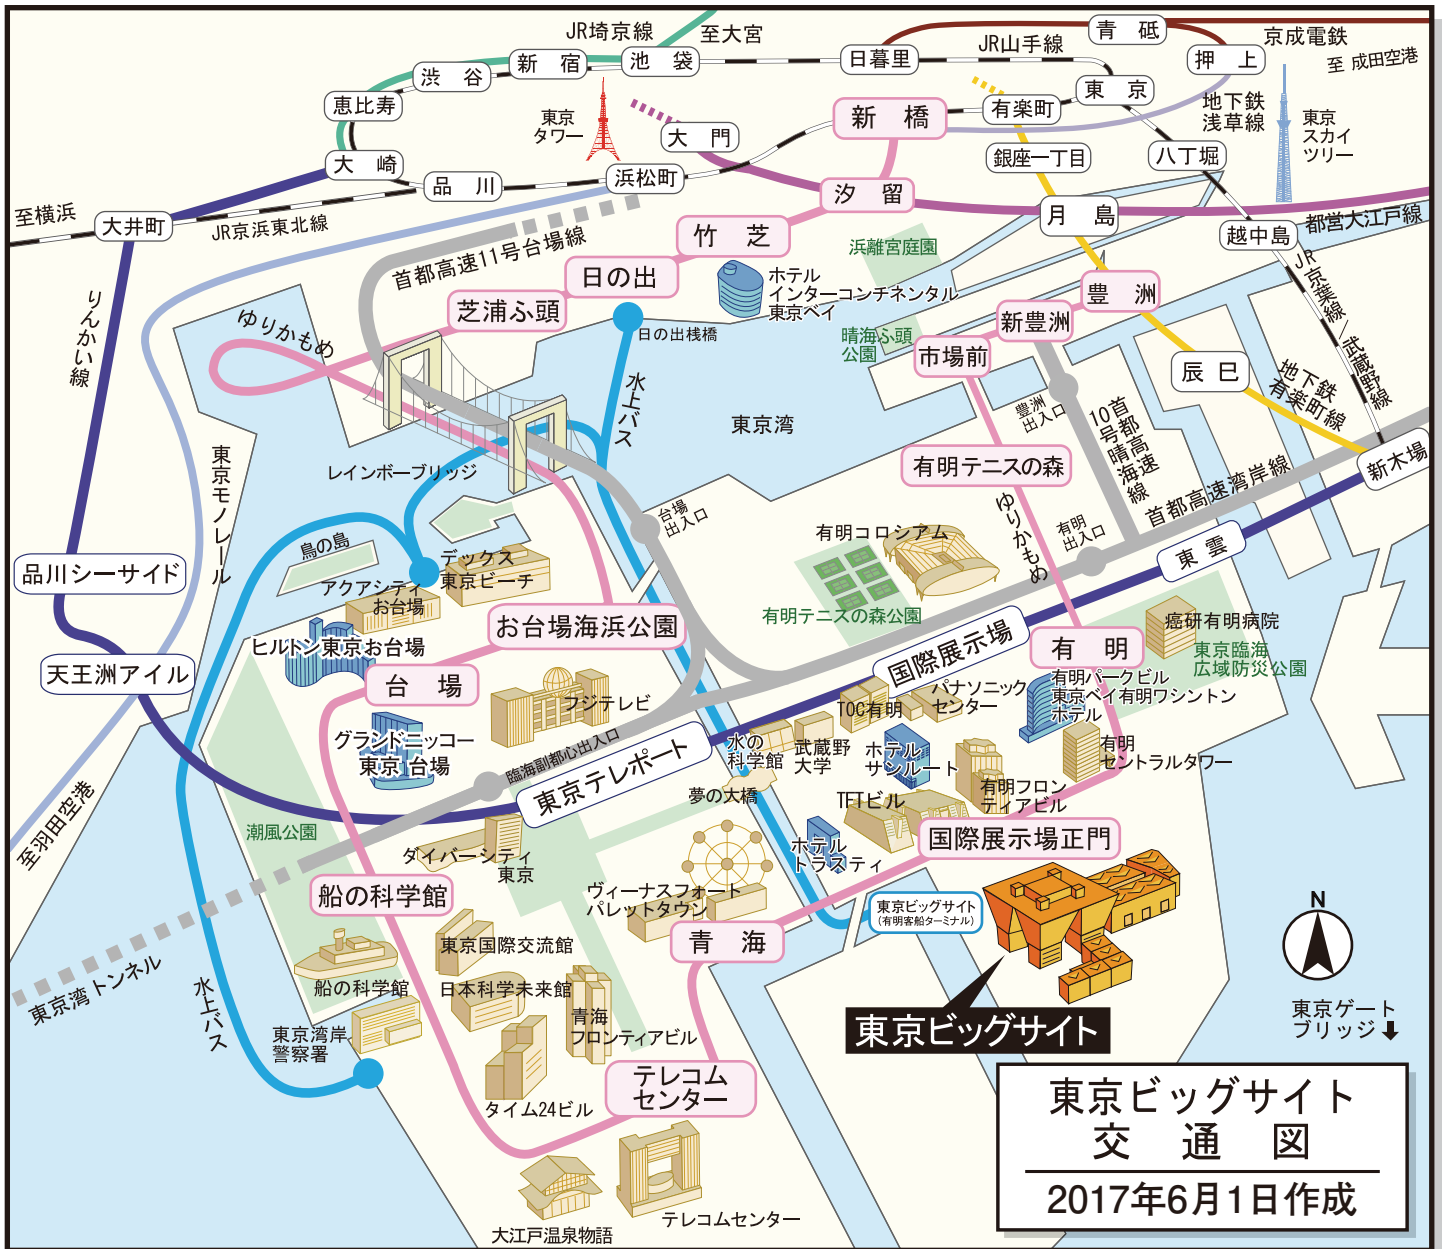 JR埼京線
至大宮
池袋
新宿
渋谷
恵比寿
大崎
品川
大井町
至横浜
JR京浜東北線
日暮里
JR山手線
青砥
押上
京成電鉄
至 成田空港
東京
タワー
大門
浜松町
新橋
有楽町
東京
地下鉄
浅草線
東京
スカイ
ツリー
銀座一丁目
八丁堀
汐留
月島
越中島
都営大江戸線
竹芝
日の出
芝浦ふ頭
首都高速11号台場線
ホテル
インターコンチネンタル
東京ベイ
浜離宮庭園
晴海ふ頭
公園
豊洲
新豊洲
市場前
JR京葉線/武蔵野線
りんかい線
ゆりかもめ
日の出桟橋
水上バス
東京湾
辰巳
地下鉄
有楽町線
豊洲
出入口
首都高速
10号晴海線
新木場
首都高速湾岸線
東京モノレール
レインボーブリッジ
有明テニスの森
ゆりかもめ
有明
出入口
台場
出入口
有明コロシアム
有明テニスの森公園
東雲
品川シーサイド
天王洲アイル
鳥の島
デックス
東京ビーチ
アクアシティ
お台場
お台場海浜公園
ヒルトン東京お台場
台場
フジテレビ
グランドニッコー
東京 台場
臨海副都心出入口
東京テレポート
国際展示場
有明
癌研有明病院
東京臨海
広域防災公園
有明パークビル
東京ベイ有明ワシントン
ホテル
パナソニック
センター
TOC有明
水の
科学館
武蔵野
大学
ホテル
サンルート
有明
セントラルタワー
有明フロン
ティアビル
夢の大橋
TFTビル
国際展示場正門
ホテル
トラスティ
至羽田空港
潮風公園
ダイバーシティ
東京
船の科学館
ヴィーナスフォート
パレットタウン
青海
東京ビッグサイト
(有明客船ターミナル)
東京湾トンネル
水上バス
船の科学館
東京国際交流館
日本科学未来館
青海
フロンティアビル
東京湾岸
警察署
タイム24ビル
テレコム
センター
大江戸温泉物語
テレコムセンター
東京ビッグサイト
N
東京ゲート
ブリッジ
東京ビッグサイト
交通図
2017年6月1日作成